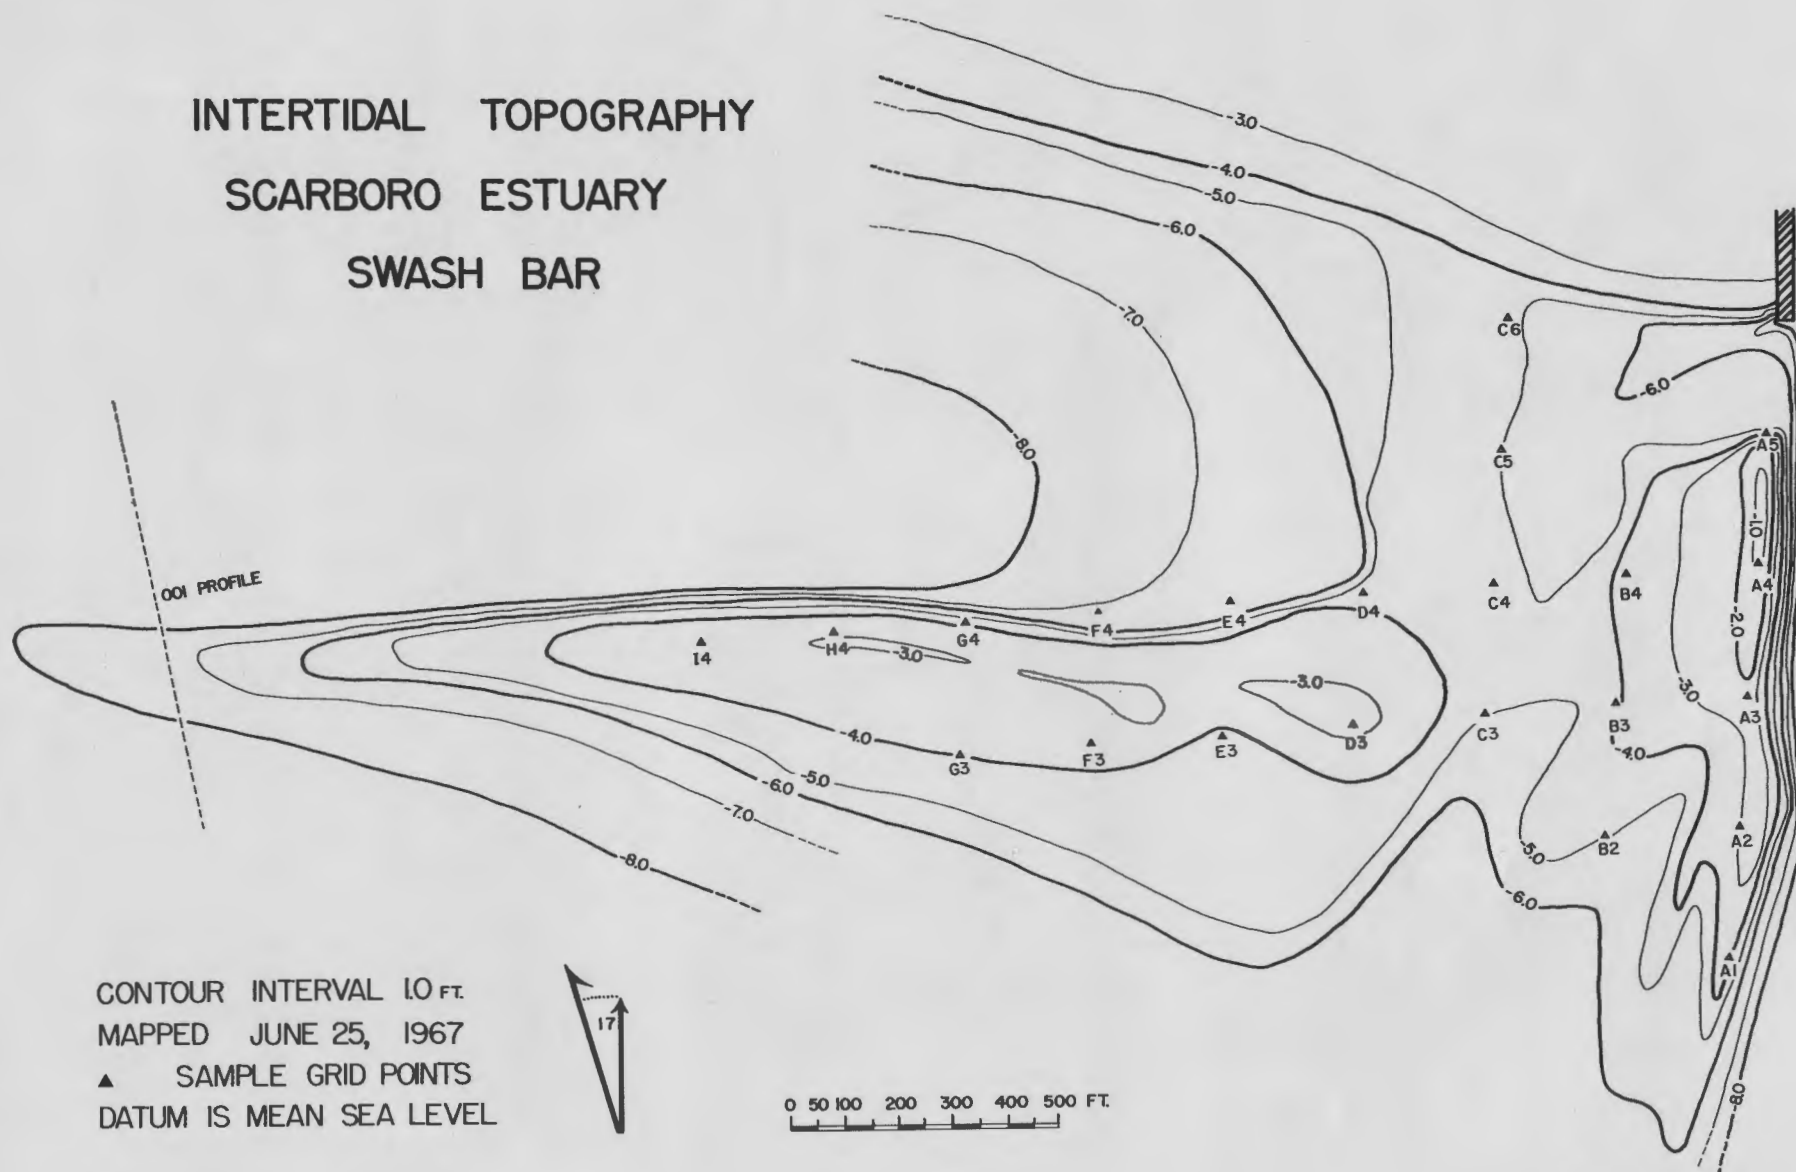 INTERTIDAL TOPOGRAPHY
SCARBORO ESTUARY
SWASH BAR
-3.0
-4.0
-5.0
-6.0
-7.0
-8.0
C6
-6.0
A5
C5
-1.0
001 PROFILE
A4
B4
C4
D4
E4
F4
G4
H4
I4
-2.0
-3.0
-3.0
-3.0
A3
B3
C3
D3
E3
F3
G3
-4.0
-4.0
-5.0
-6.0
-7.0
-8.0
A2
B2
-5.0
-6.0
A1
-8.0
CONTOUR INTERVAL 1.0 FT.
MAPPED JUNE 25, 1967
▲ SAMPLE GRID POINTS
DATUM IS MEAN SEA LEVEL
17
0 50 100 200 300 400 500 FT.